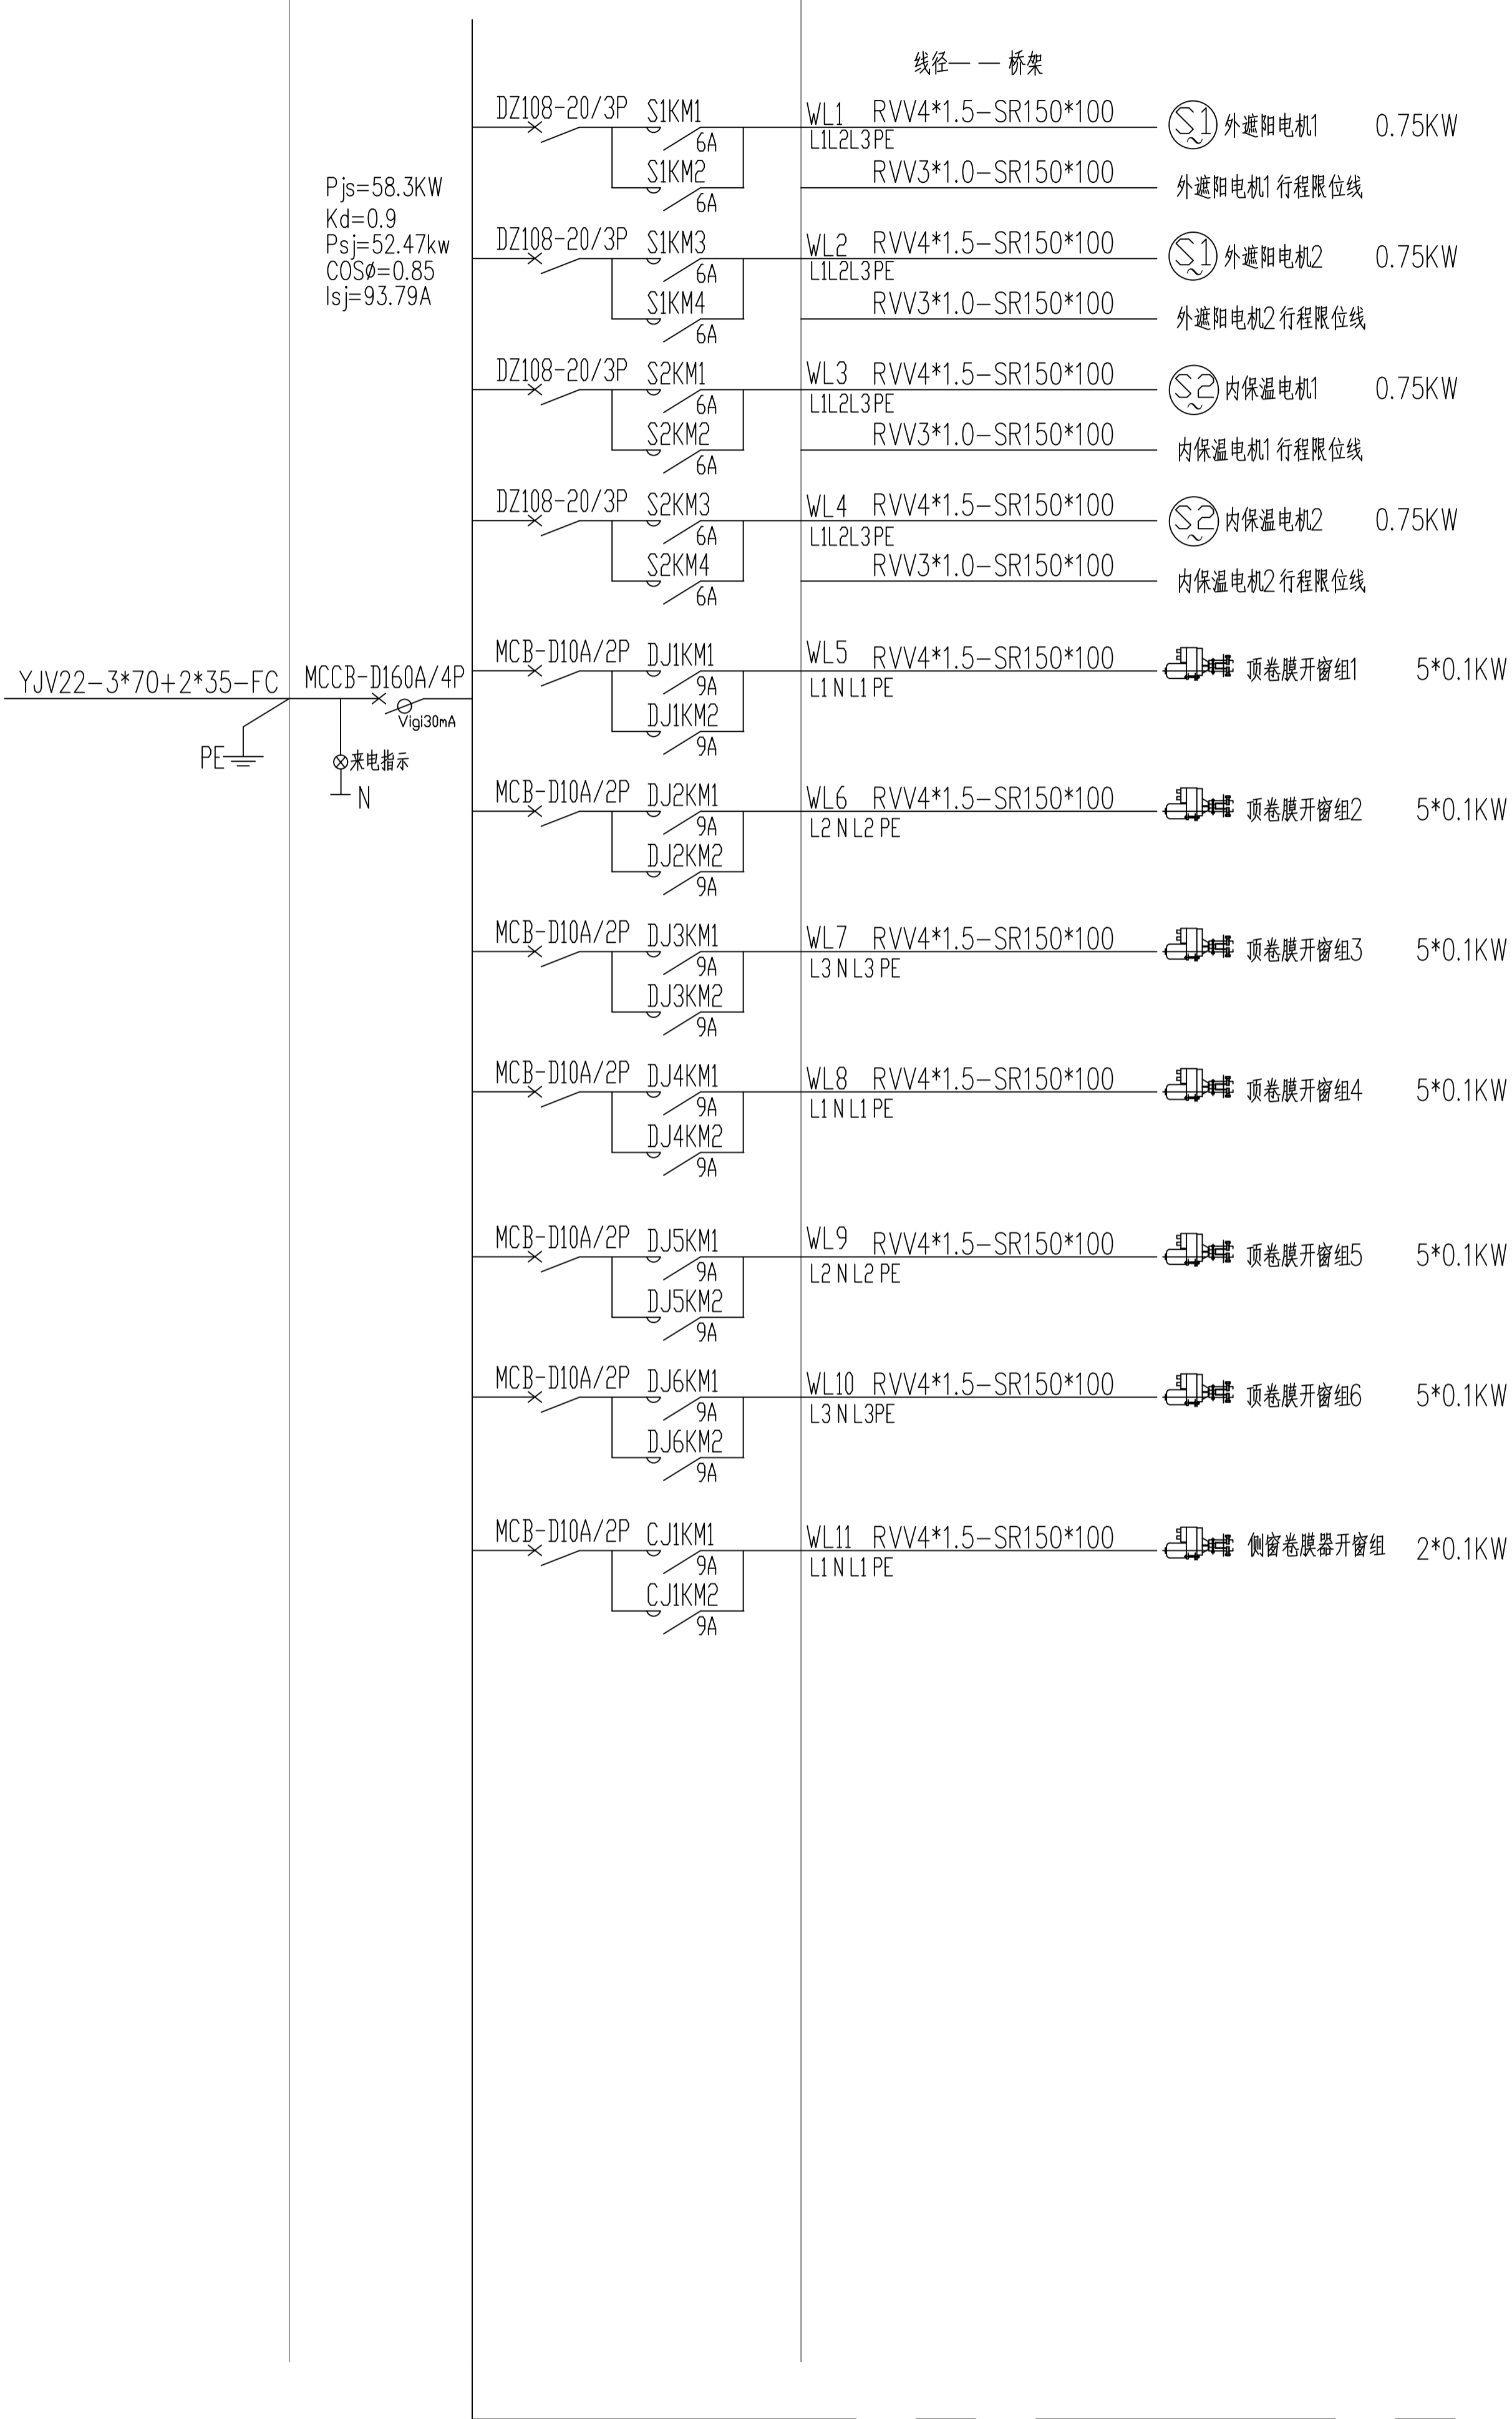 线径— — 桥架
DZ108-20/3P S1KM1 WL1 RVV4*1.5-SR150*100 S1 外遮阳电机1 0.75KW
6A L1L2L3PE
S1KM2 RVV3*1.0-SR150*100 外遮阳电机1行程限位线
6A
Pjs=58.3KW
Kd=0.9
Psj=52.47kw
COSø=0.85
Isj=93.79A
DZ108-20/3P S1KM3 WL2 RVV4*1.5-SR150*100 S1 外遮阳电机2 0.75KW
6A L1L2L3PE
S1KM4 RVV3*1.0-SR150*100 外遮阳电机2行程限位线
6A
DZ108-20/3P S2KM1 WL3 RVV4*1.5-SR150*100 S2 内保温电机1 0.75KW
6A L1L2L3PE
S2KM2 RVV3*1.0-SR150*100 内保温电机1行程限位线
6A
DZ108-20/3P S2KM3 WL4 RVV4*1.5-SR150*100 S2 内保温电机2 0.75KW
6A L1L2L3PE
S2KM4 RVV3*1.0-SR150*100 内保温电机2行程限位线
6A
YJV22-3*70+2*35-FC MCCB-D160A/4P
Vigi30mA
PE
来电指示
N
MCB-D10A/2P DJ1KM1 WL5 RVV4*1.5-SR150*100 顶卷膜开窗组1 5*0.1KW
9A L1 N L1 PE
DJ1KM2
9A
MCB-D10A/2P DJ2KM1 WL6 RVV4*1.5-SR150*100 顶卷膜开窗组2 5*0.1KW
9A L2 N L2 PE
DJ2KM2
9A
MCB-D10A/2P DJ3KM1 WL7 RVV4*1.5-SR150*100 顶卷膜开窗组3 5*0.1KW
9A L3 N L3 PE
DJ3KM2
9A
MCB-D10A/2P DJ4KM1 WL8 RVV4*1.5-SR150*100 顶卷膜开窗组4 5*0.1KW
9A L1 N L1 PE
DJ4KM2
9A
MCB-D10A/2P DJ5KM1 WL9 RVV4*1.5-SR150*100 顶卷膜开窗组5 5*0.1KW
9A L2 N L2 PE
DJ5KM2
9A
MCB-D10A/2P DJ6KM1 WL10 RVV4*1.5-SR150*100 顶卷膜开窗组6 5*0.1KW
9A L3 N L3PE
DJ6KM2
9A
MCB-D10A/2P CJ1KM1 WL11 RVV4*1.5-SR150*100 侧窗卷膜器开窗组 2*0.1KW
9A L1 N L1 PE
CJ1KM2
9A